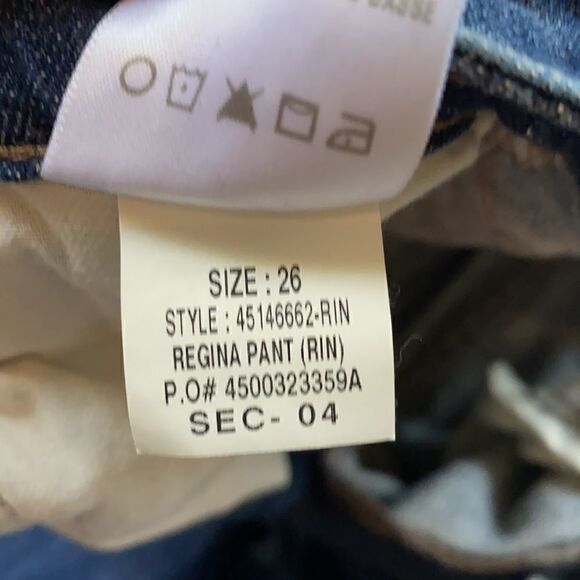 SIZE : 26
STYLE : 45146662-RIN
REGINA PANT (RIN)
P.O# 4500323359A
SEC- 04